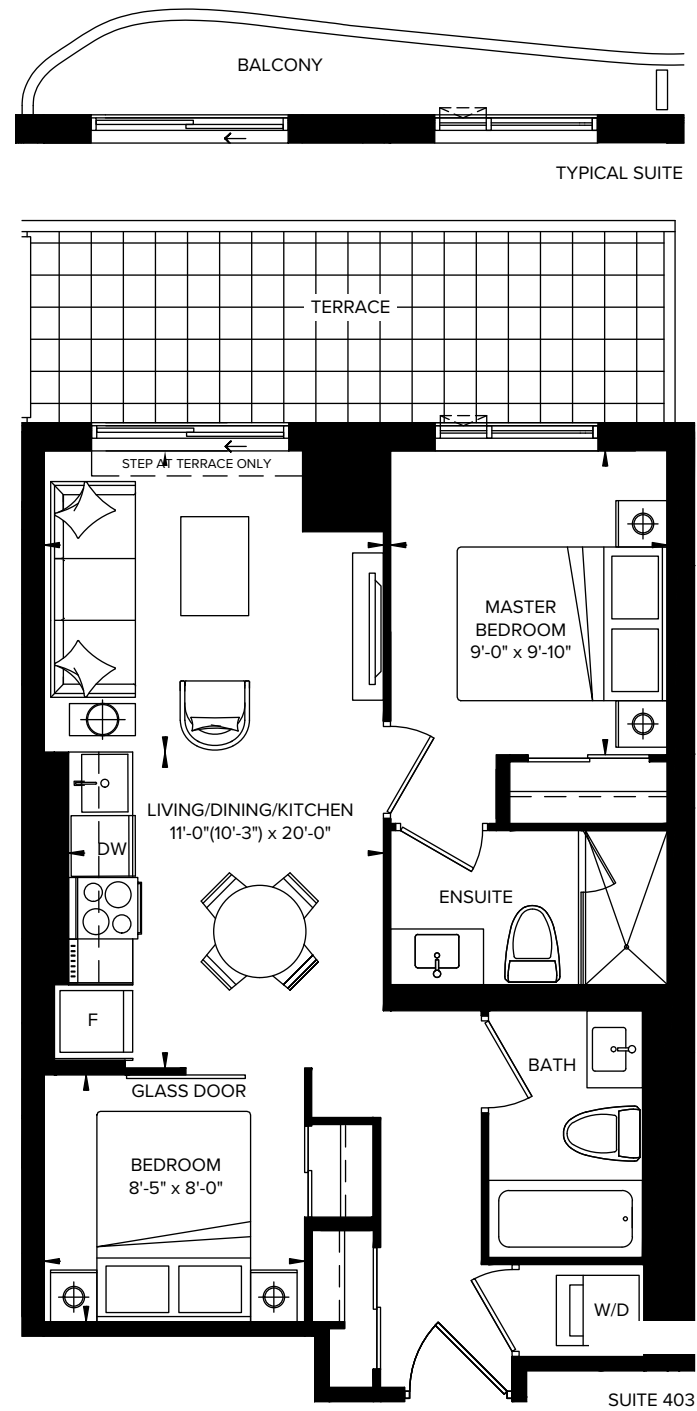 BALCONY
TYPICAL SUITE
TERRACE
STEP AT TERRACE ONLY
MASTER
BEDROOM
9'-0" x 9'-10"
LIVING/DINING/KITCHEN
11'-0"(10'-3") x 20'-0"
DW
ENSUITE
F
BATH
GLASS DOOR
BEDROOM
8'-5" x 8'-0"
W/D
SUITE 403